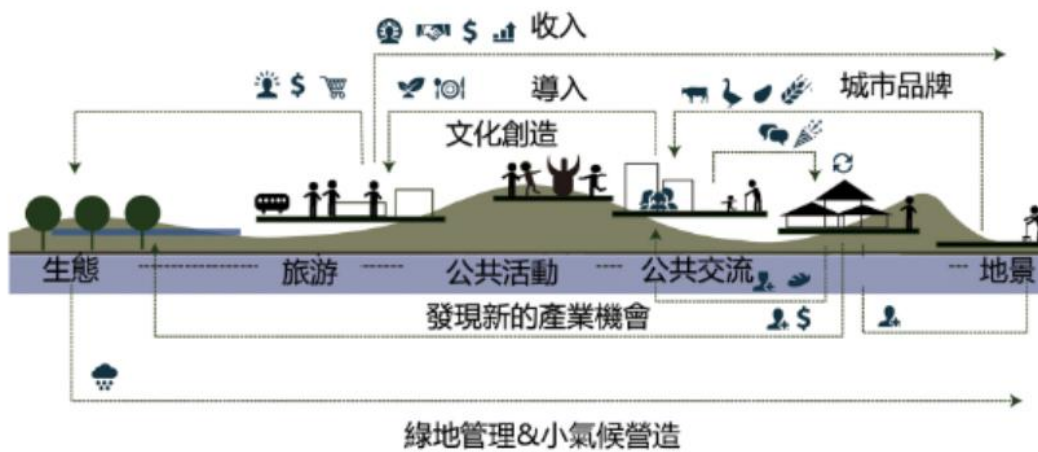 收入
導入
城市品牌
文化創造
生態
旅游
公共活動
公共交流
地景
發現新的產業機會
綠地管理&小氣候營造